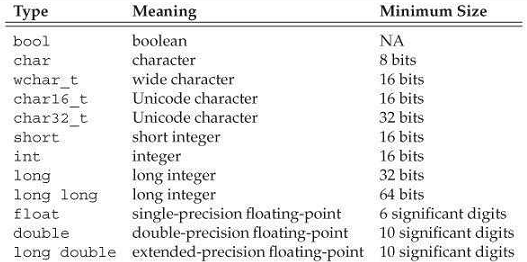 Type Meaning Minimum Size
bool boolean NA
char character 8 bits
wchar_t wide character 16 bits
char16_t Unicode character 16 bits
char32_t Unicode character 32 bits
short short integer 16 bits
int integer 16 bits
long long integer 32 bits
long long long integer 64 bits
float single-precision floating-point 6 significant digits
double double-precision floating-point 10 significant digits
long double extended-precision floating-point 10 significant digits